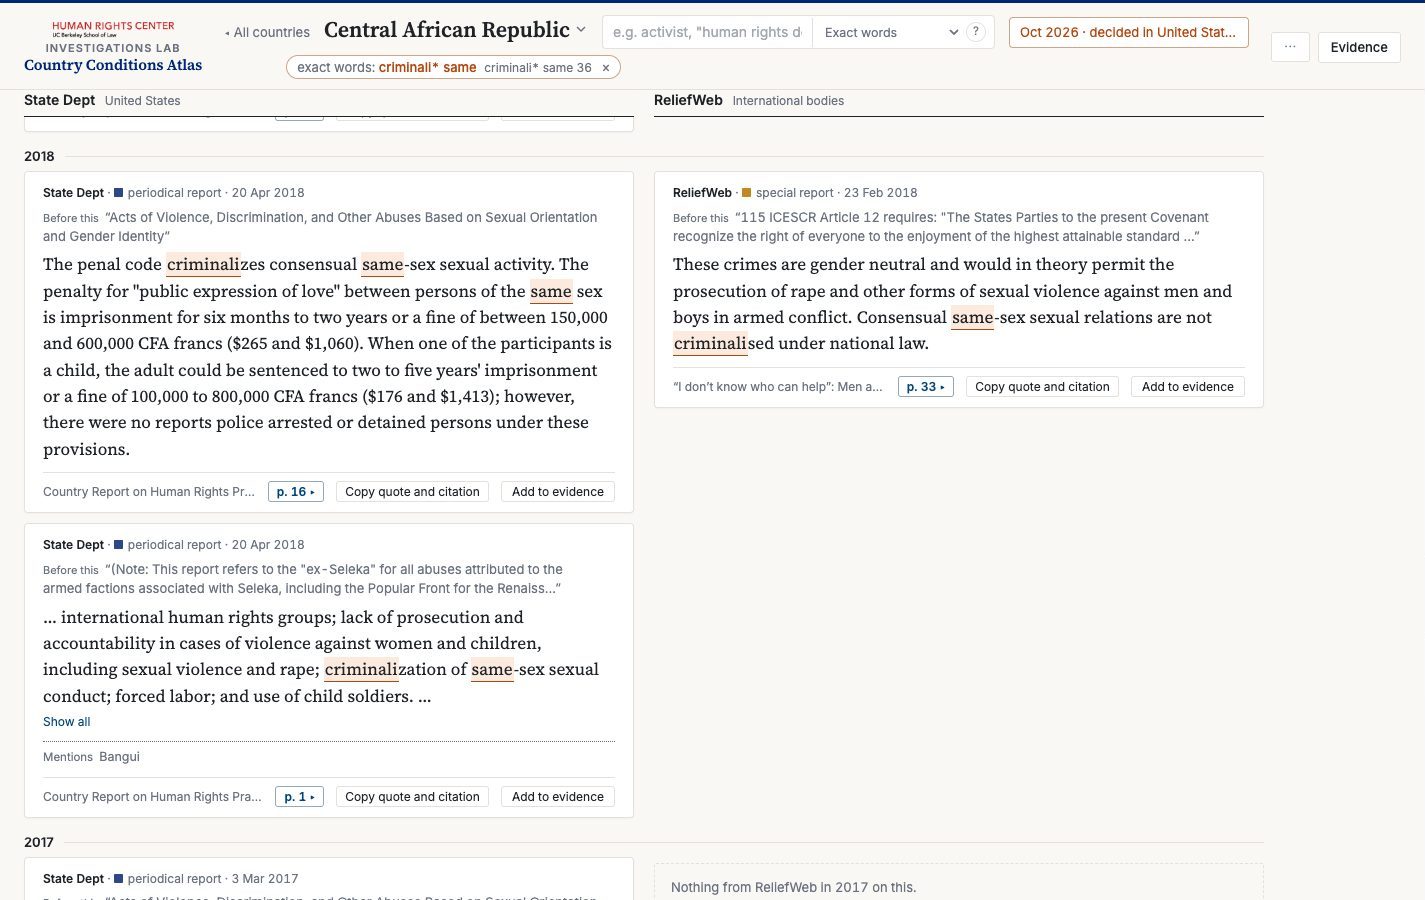 HUMAN RIGHTS CENTER
UC Berkeley School of Law
INVESTIGATIONS LAB
Country Conditions Atlas
◂ All countries
Central African Republic
e.g. activist, "human rights d
Exact words
?
Oct 2026 · decided in United Stat...
...
Evidence
exact words: criminali* same criminali* same 36 ×
State Dept United States
ReliefWeb International bodies
2018
State Dept · periodical report · 20 Apr 2018
Before this “Acts of Violence, Discrimination, and Other Abuses Based on Sexual Orientation
and Gender Identity”
The penal code criminalizes consensual same-sex sexual activity. The
penalty for "public expression of love" between persons of the same sex
is imprisonment for six months to two years or a fine of between 150,000
and 600,000 CFA francs ($265 and $1,060). When one of the participants is
a child, the adult could be sentenced to two to five years' imprisonment
or a fine of 100,000 to 800,000 CFA francs ($176 and $1,413); however,
there were no reports police arrested or detained persons under these
provisions.
Country Report on Human Rights Pr... p. 16 ▸ Copy quote and citation Add to evidence
ReliefWeb · special report · 23 Feb 2018
Before this “115 ICESCR Article 12 requires: "The States Parties to the present Covenant
recognize the right of everyone to the enjoyment of the highest attainable standard ...”
These crimes are gender neutral and would in theory permit the
prosecution of rape and other forms of sexual violence against men and
boys in armed conflict. Consensual same-sex sexual relations are not
criminalised under national law.
“I don’t know who can help”: Men a... p. 33 ▸ Copy quote and citation Add to evidence
State Dept · periodical report · 20 Apr 2018
Before this “(Note: This report refers to the "ex-Seleka" for all abuses attributed to the
armed factions associated with Seleka, including the Popular Front for the Renaiss...”
... international human rights groups; lack of prosecution and
accountability in cases of violence against women and children,
including sexual violence and rape; criminalization of same-sex sexual
conduct; forced labor; and use of child soldiers. ...
Show all
Mentions Bangui
Country Report on Human Rights Pra... p. 1 ▸ Copy quote and citation Add to evidence
2017
State Dept · periodical report · 3 Mar 2017
Nothing from ReliefWeb in 2017 on this.